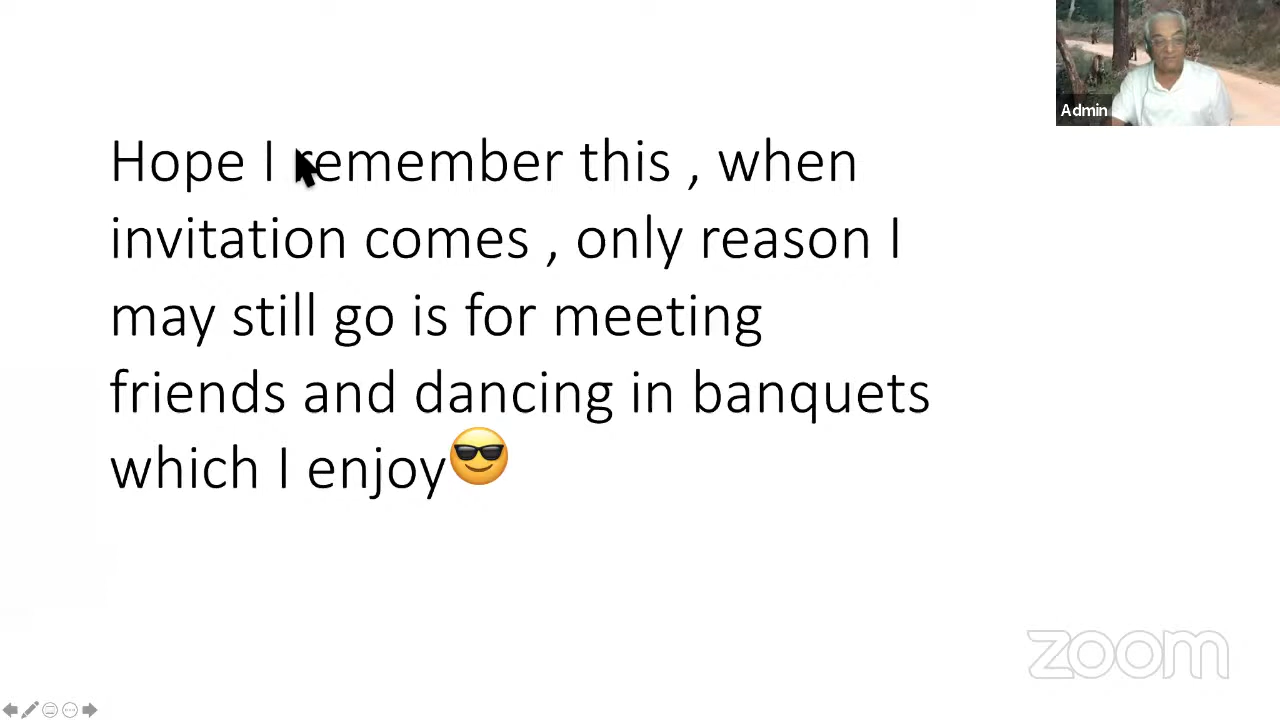 Admin
Hope I remember this , when
invitation comes , only reason I
may still go is for meeting
friends and dancing in banquets
which I enjoy😎
zoom